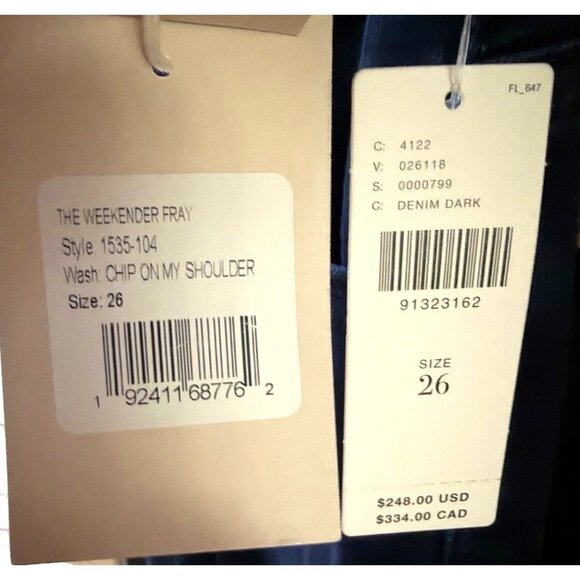 THE WEEKENDER FRAY
Style: 1535-104
Wash: CHIP ON MY SHOULDER
Size: 26
1 92411 68776 2
FL_647
C: 4122
V: 026118
S: 0000799
C: DENIM DARK
91323162
SIZE
26
$248.00 USD
$334.00 CAD